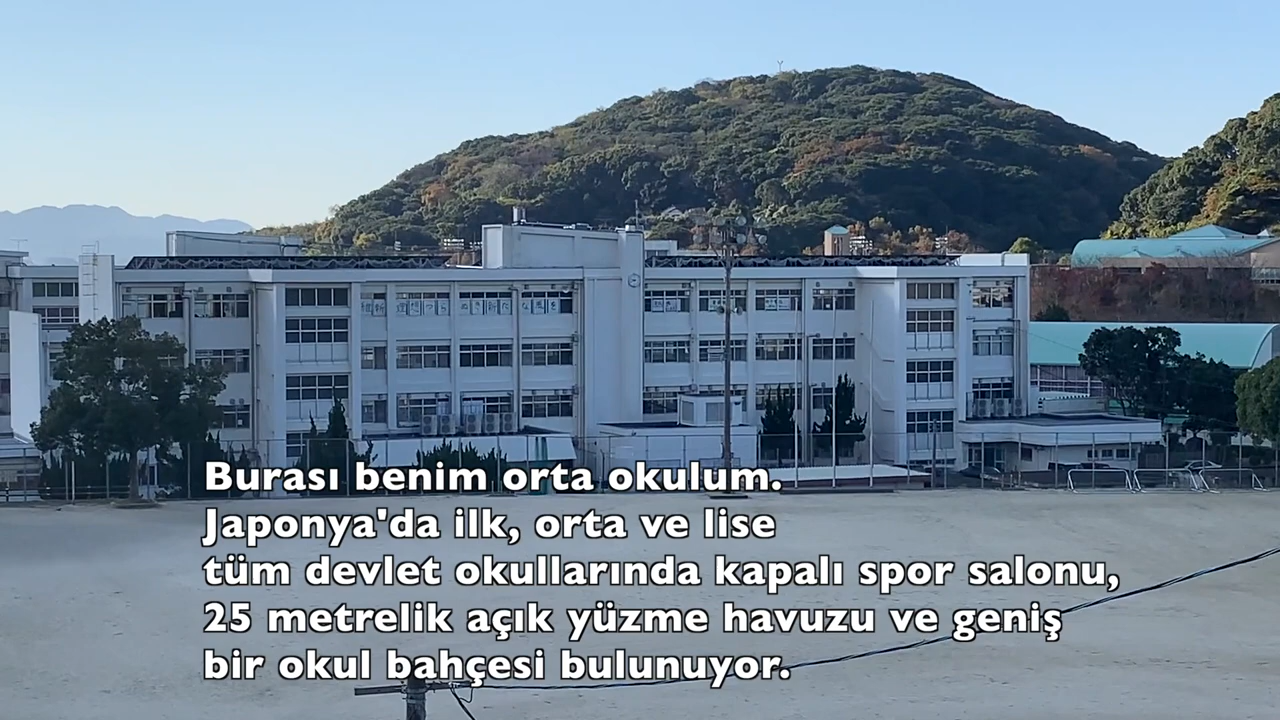 Burası benim orta okulum.
Japonya'da ilk, orta ve lise
tüm devlet okullarında kapalı spor salonu,
25 metrelik açık yüzme havuzu ve geniş
bir okul bahçesi bulunuyor.